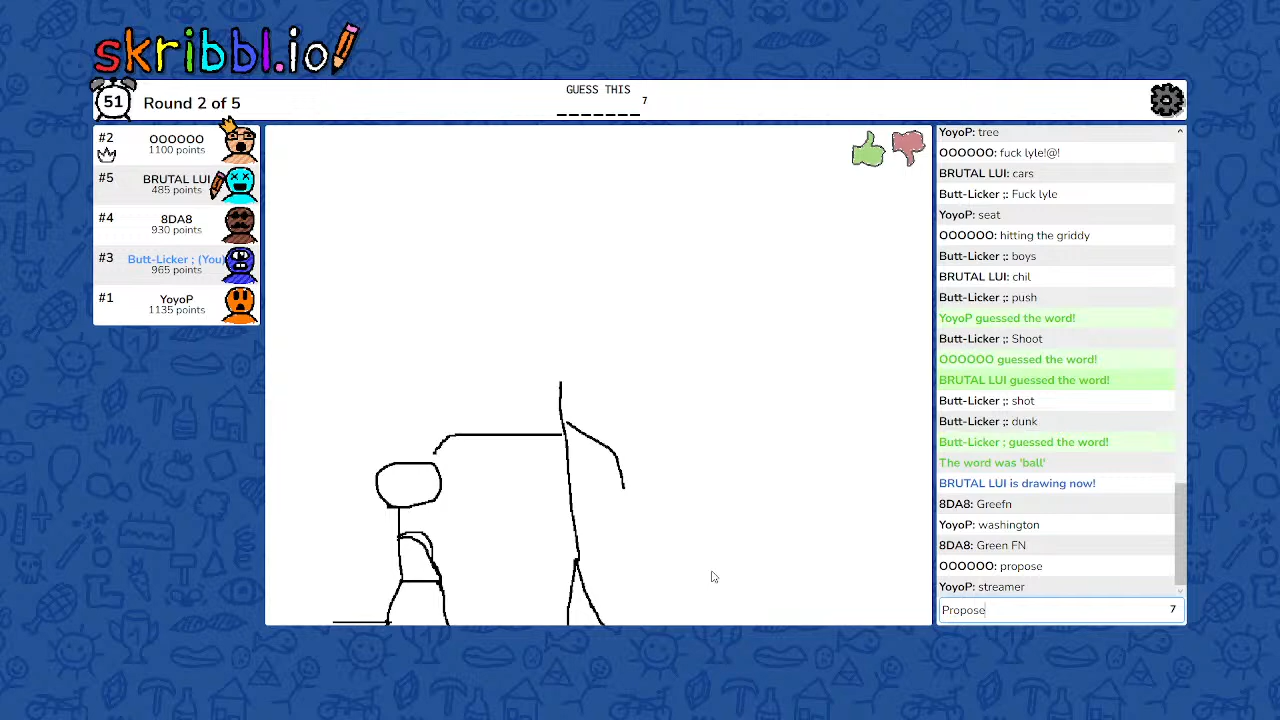 skribbl.io
51
Round 2 of 5
GUESS THIS
_______ 7
#2
OOOOOO
1100 points
#5
BRUTAL LUI
485 points
#4
8DA8
930 points
#3
Butt-Licker ; (You)
965 points
#1
YoyoP
1135 points
YoyoP: tree
OOOOOO: fuck lyle!@!
BRUTAL LUI: cars
Butt-Licker ;: Fuck lyle
YoyoP: seat
OOOOOO: hitting the griddy
Butt-Licker ;: boys
BRUTAL LUI: chil
Butt-Licker ;: push
YoyoP guessed the word!
Butt-Licker ;: Shoot
OOOOOO guessed the word!
BRUTAL LUI guessed the word!
Butt-Licker ;: shot
Butt-Licker ;: dunk
Butt-Licker ; guessed the word!
The word was 'ball'
BRUTAL LUI is drawing now!
8DA8: Greefn
YoyoP: washington
8DA8: Green FN
OOOOOO: propose
YoyoP: streamer
Propose 7